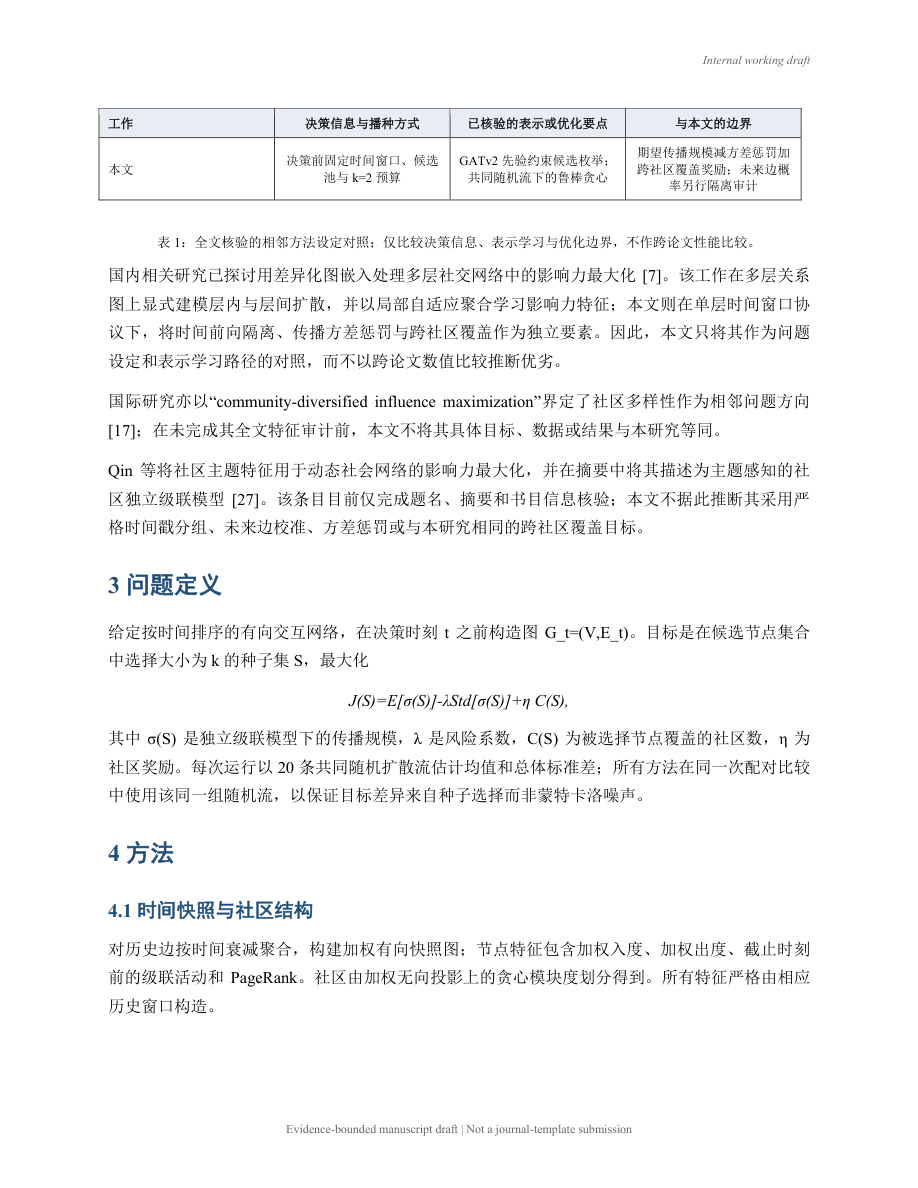 Internal working draft
工作 决策信息与播种方式 已核验的表示或优化要点 与本文的边界
本文 决策前固定时间窗口、候选池与 k=2 预算 GATv2 先验约束候选枚举；共同随机流下的鲁棒贪心 期望传播规模减方差惩罚加跨社区覆盖奖励；未来边概率另行隔离审计
表 1：全文核验的相邻方法设定对照；仅比较决策信息、表示学习与优化边界，不作跨论文性能比较。
国内相关研究已探讨用差异化图嵌入处理多层社交网络中的影响力最大化 [7]。该工作在多层关系
图上显式建模层内与层间扩散，并以局部自适应聚合学习影响力特征；本文则在单层时间窗口协
议下，将时间前向隔离、传播方差惩罚与跨社区覆盖作为独立要素。因此，本文只将其作为问题
设定和表示学习路径的对照，而不以跨论文数值比较推断优劣。
国际研究亦以“community-diversified influence maximization”界定了社区多样性作为相邻问题方向
[17]；在未完成其全文特征审计前，本文不将其具体目标、数据或结果与本研究等同。
Qin 等将社区主题特征用于动态社会网络的影响力最大化，并在摘要中将其描述为主题感知的社
区独立级联模型 [27]。该条目目前仅完成题名、摘要和书目信息核验；本文不据此推断其采用严
格时间戳分组、未来边校准、方差惩罚或与本研究相同的跨社区覆盖目标。
3 问题定义
给定按时间排序的有向交互网络，在决策时刻 t 之前构造图 G_t=(V,E_t)。目标是在候选节点集合
中选择大小为 k 的种子集 S，最大化
J(S)=E[σ(S)]-λStd[σ(S)]+η C(S),
其中 σ(S) 是独立级联模型下的传播规模，λ 是风险系数，C(S) 为被选择节点覆盖的社区数，η 为
社区奖励。每次运行以 20 条共同随机扩散流估计均值和总体标准差；所有方法在同一次配对比较
中使用该同一组随机流，以保证目标差异来自种子选择而非蒙特卡洛噪声。
4 方法
4.1 时间快照与社区结构
对历史边按时间衰减聚合，构建加权有向快照图；节点特征包含加权入度、加权出度、截止时刻
前的级联活动和 PageRank。社区由加权无向投影上的贪心模块度划分得到。所有特征严格由相应
历史窗口构造。
Evidence-bounded manuscript draft | Not a journal-template submission